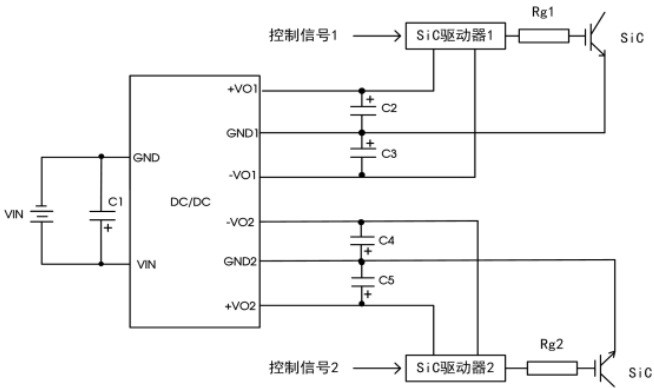 Rg1
控制信号1
SiC驱动器1
SiC
+VO1
+
C2
GND1
+
C3
-VO1
GND
C1
VIN
+
DC/DC
VIN
-VO2
C4
+
GND2
C5
+
+VO2
Rg2
控制信号2
SiC驱动器2
SiC